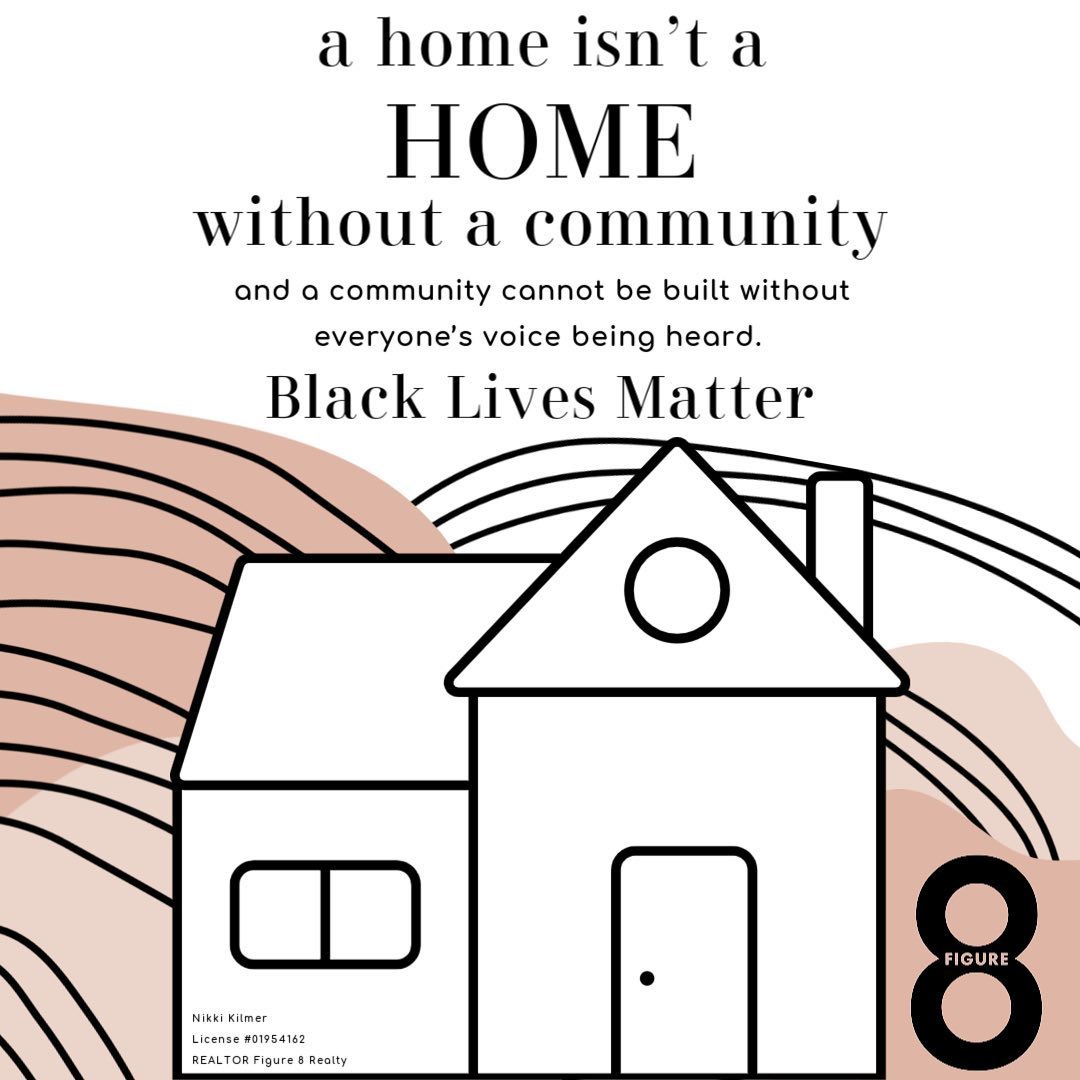 a home isn't a
HOME
without a community
and a community cannot be built without
everyone's voice being heard.
Black Lives Matter
8
FIGURE
Nikki Kilmer
License #01954162
REALTOR Figure 8 Realty